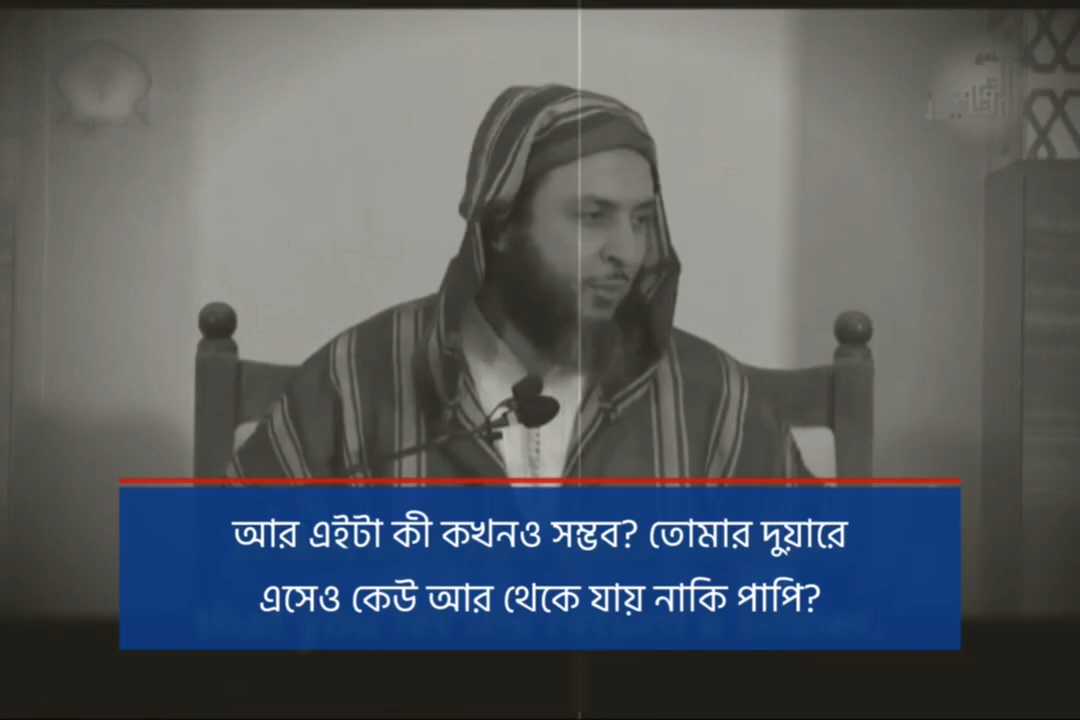 আর এইটা কী কখনও সম্ভব? তোমার দুয়ারে
এসেও কেউ আর থেকে যায় নাকি পাপি?